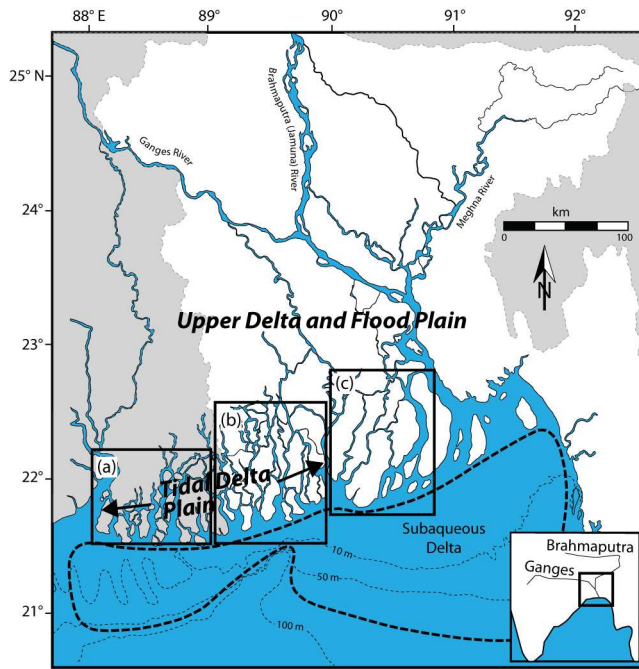 88° E
89°
90°
91°
92°
25° N
24°
23°
22°
21°
Ganges River
Brahmaputra (Jamuna) River
Meghna River
km
0
100
N
Upper Delta and Flood Plain
(a)
(b)
(c)
Tidal Delta
Plain
Subaqueous
Delta
10 m
50 m
100 m
Brahmaputra
Ganges